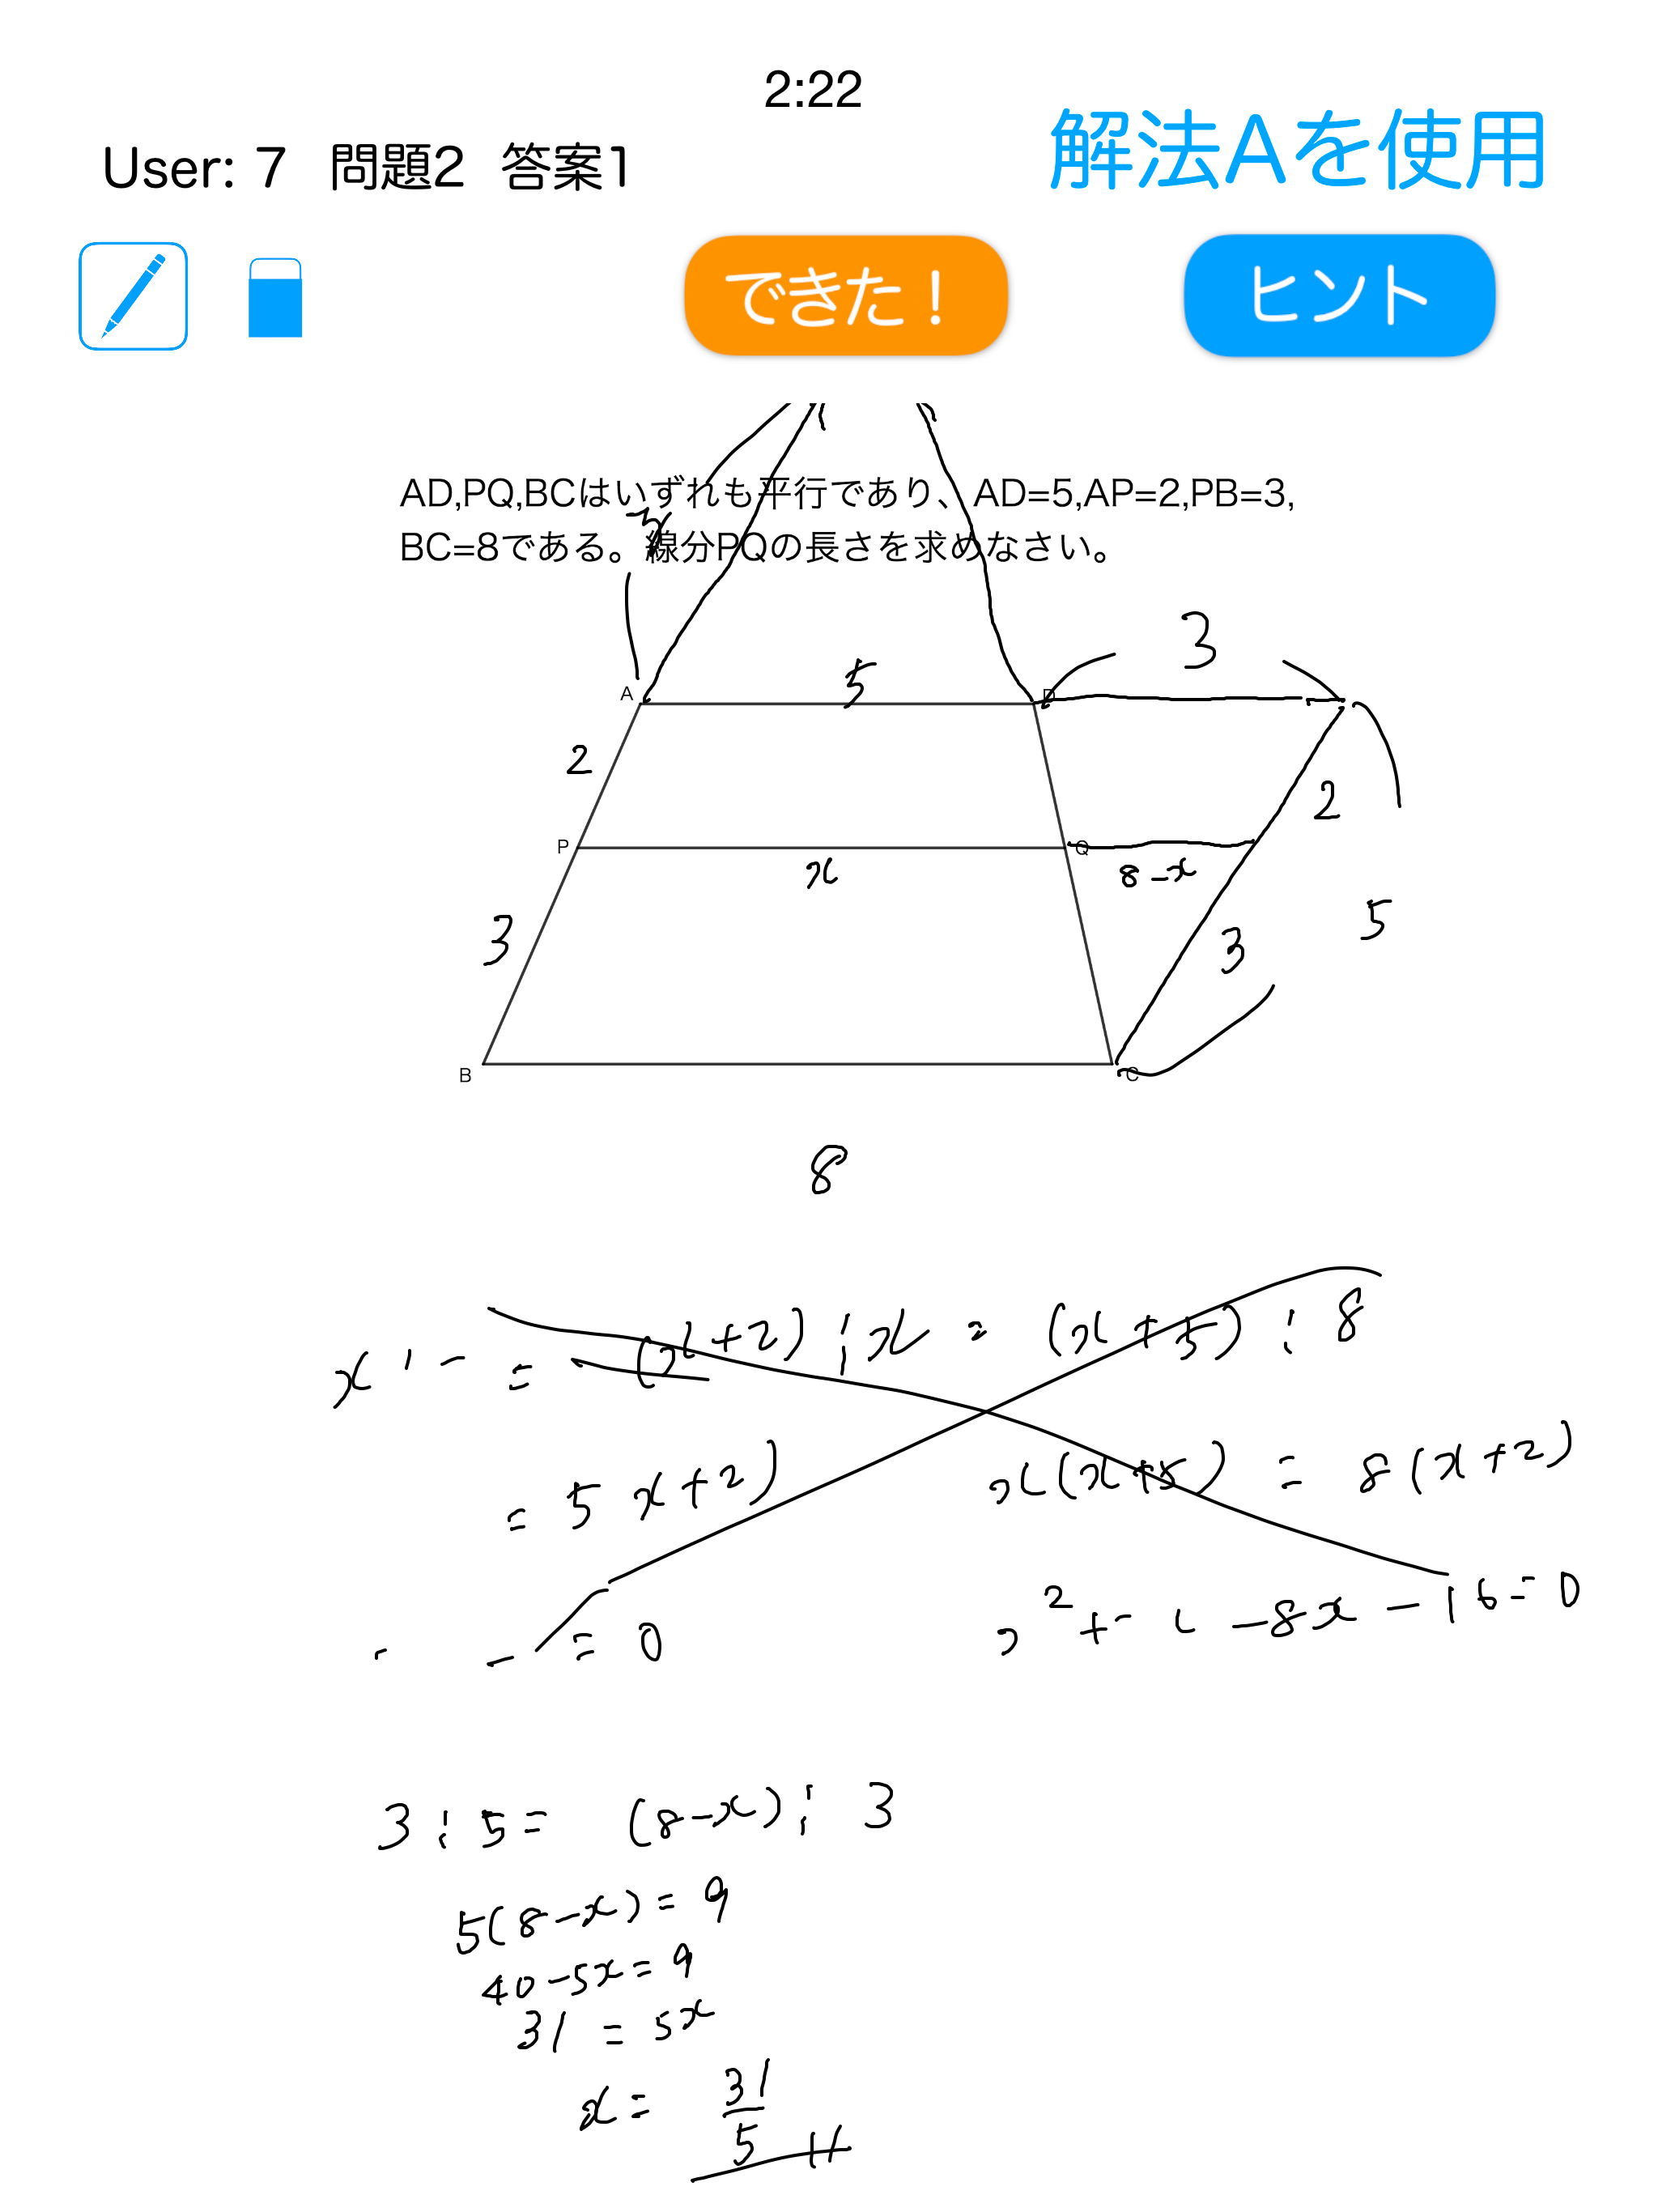 2:22
User: 7 問題2 答案1
解法Aを使用
できた！
ヒント
AD,PQ,BCはいずれも平行であり、AD=5,AP=2,PB=3,
BC=8である。線分PQの長さを求めなさい。
3
5
A
D
2
2
P
Q
x
8-x
3
3
5
B
C
8
(x+2):x = (x+5):8
x =
= 5 x+2)
x(x+5) = 8(x+2)
= 0
2 + -8x-16=0
3:5= (8-x):3
5(8-x)=9
40-5x=9
31=5x
x= 31/5